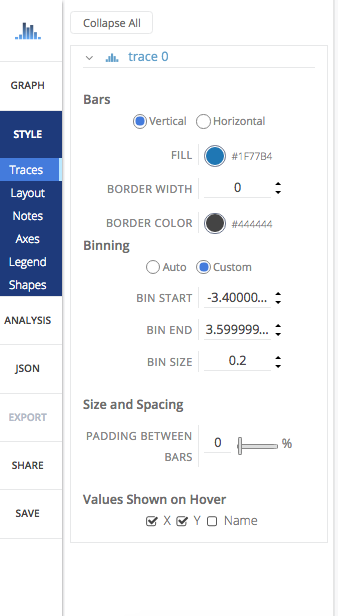 Collapse All
trace 0
GRAPH
STYLE
Traces
Layout
Notes
Axes
Legend
Shapes
ANALYSIS
JSON
EXPORT
SHARE
SAVE
Bars
Vertical Horizontal
FILL #1F77B4
BORDER WIDTH 0
BORDER COLOR #444444
Binning
Auto Custom
BIN START -3.40000...
BIN END 3.599999...
BIN SIZE 0.2
Size and Spacing
PADDING BETWEEN
BARS 0 %
Values Shown on Hover
X Y Name